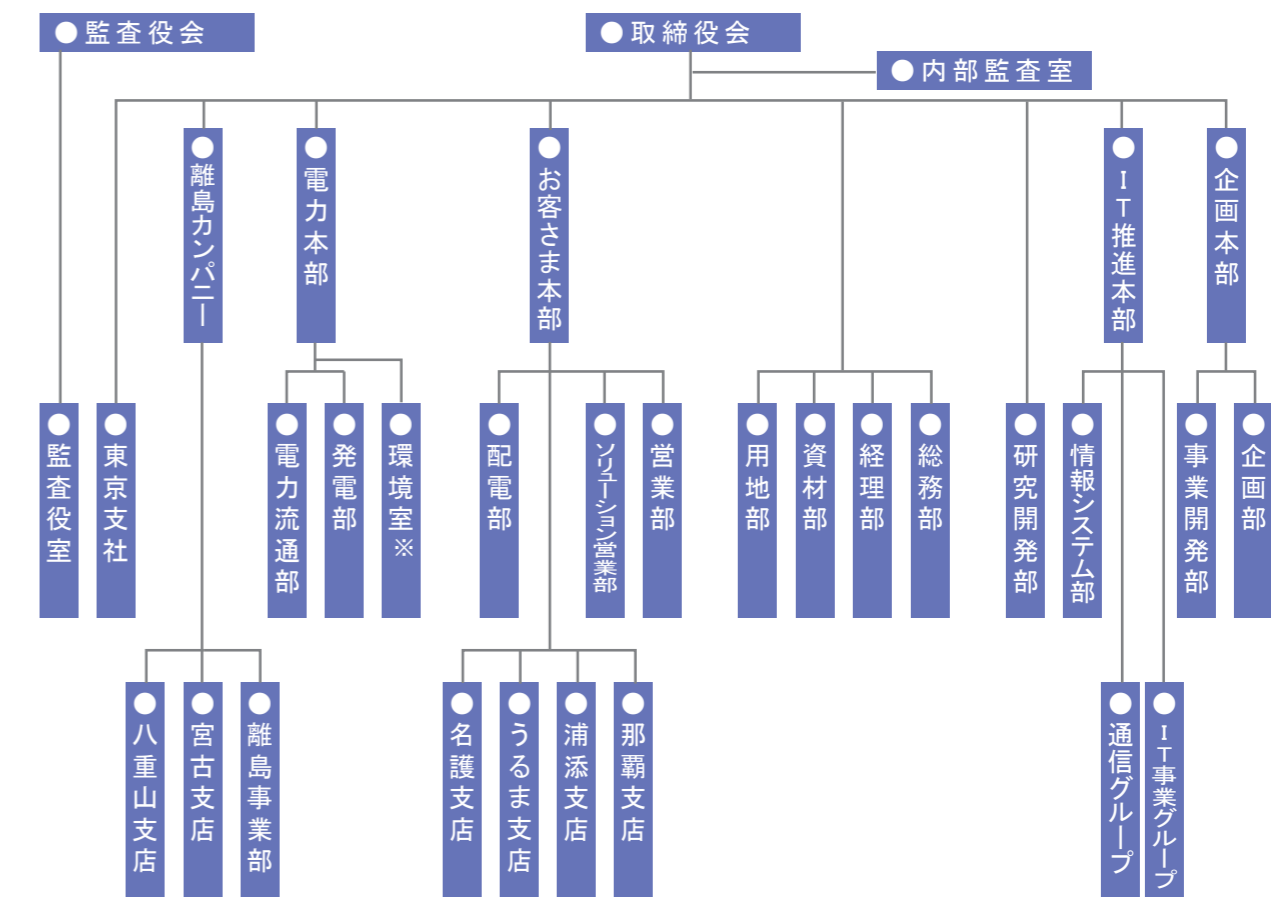 ●監査役会
●取締役会
●内部監査室
●企画本部
●IT推進本部
●お客さま本部
●電力本部
●離島カンパニー
●企画部
●事業開発部
●情報システム部
●研究開発部
●総務部
●経理部
●資材部
●用地部
●営業部
●ソリューション営業部
●配電部
●環境室※
●発電部
●電力流通部
●東京支社
●監査役室
●IT事業グループ
●通信グループ
●那覇支店
●浦添支店
●うるま支店
●名護支店
●離島事業部
●宮古支店
●八重山支店